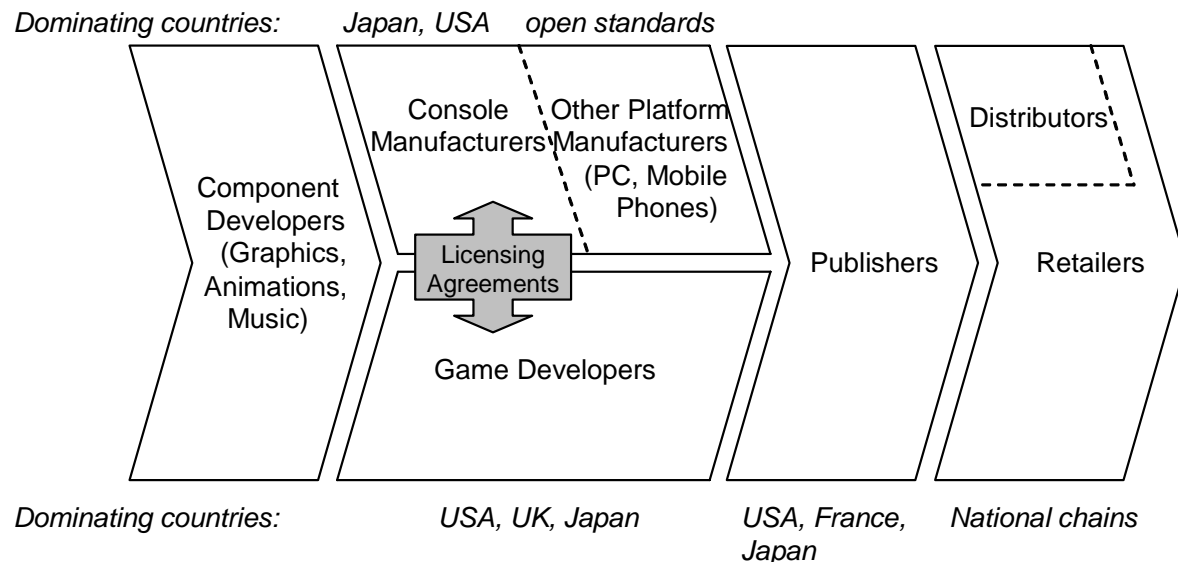 Dominating countries: Japan, USA open standards
Console
Manufacturers
Other Platform
Manufacturers
(PC, Mobile
Phones)
Distributors
Component
Developers
(Graphics,
Animations,
Music)
Licensing
Agreements
Publishers
Retailers
Game Developers
Dominating countries: USA, UK, Japan USA, France,
Japan
National chains